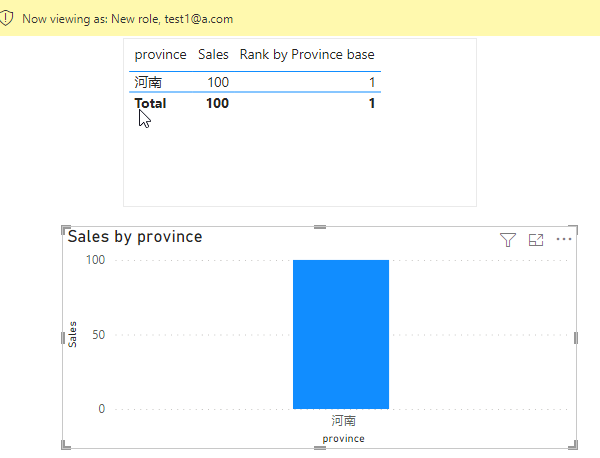 Now viewing as: New role, test1@a.com
province Sales Rank by Province base
河南 100 1
Total 100 1
Sales by province
100
50
0
Sales
河南
province